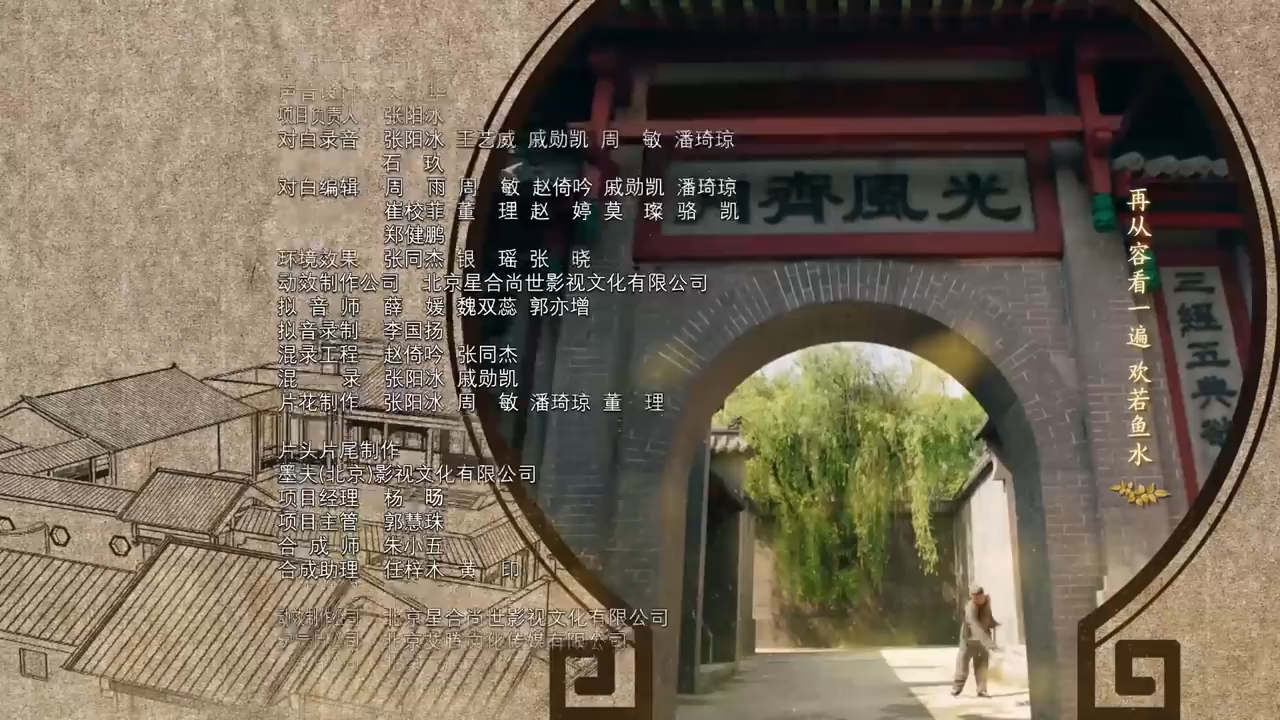 项目负责人 张阳冰
对白录音 张阳冰 王艺威 戚勋凯 周 敏 潘琦琼
石 玖
对白编辑 周 雨 周 敏 赵倚吟 戚勋凯 潘琦琼
崔校菲 董 理 赵 婷 莫 璨 骆 凯
郑健鹏
环境效果 张同杰 银 瑶 张 晓
动效制作公司 北京星合尚世影视文化有限公司
拟 音 师 薛 媛 魏双蕊 郭亦增
拟音录制 李国扬
混录工程 赵倚吟 张同杰
混 录 张阳冰 戚勋凯
片花制作 张阳冰 周 敏 潘琦琼 董 理
片头片尾制作
墨夫(北京)影视文化有限公司
项目经理 杨 旸
项目主管 郭慧珠
合 成 师 朱小五
合成助理 任梓木 黄 印
动效制作公司 北京星合尚世影视文化有限公司
光風齊
三經五典
再从容看一遍 欢若鱼水